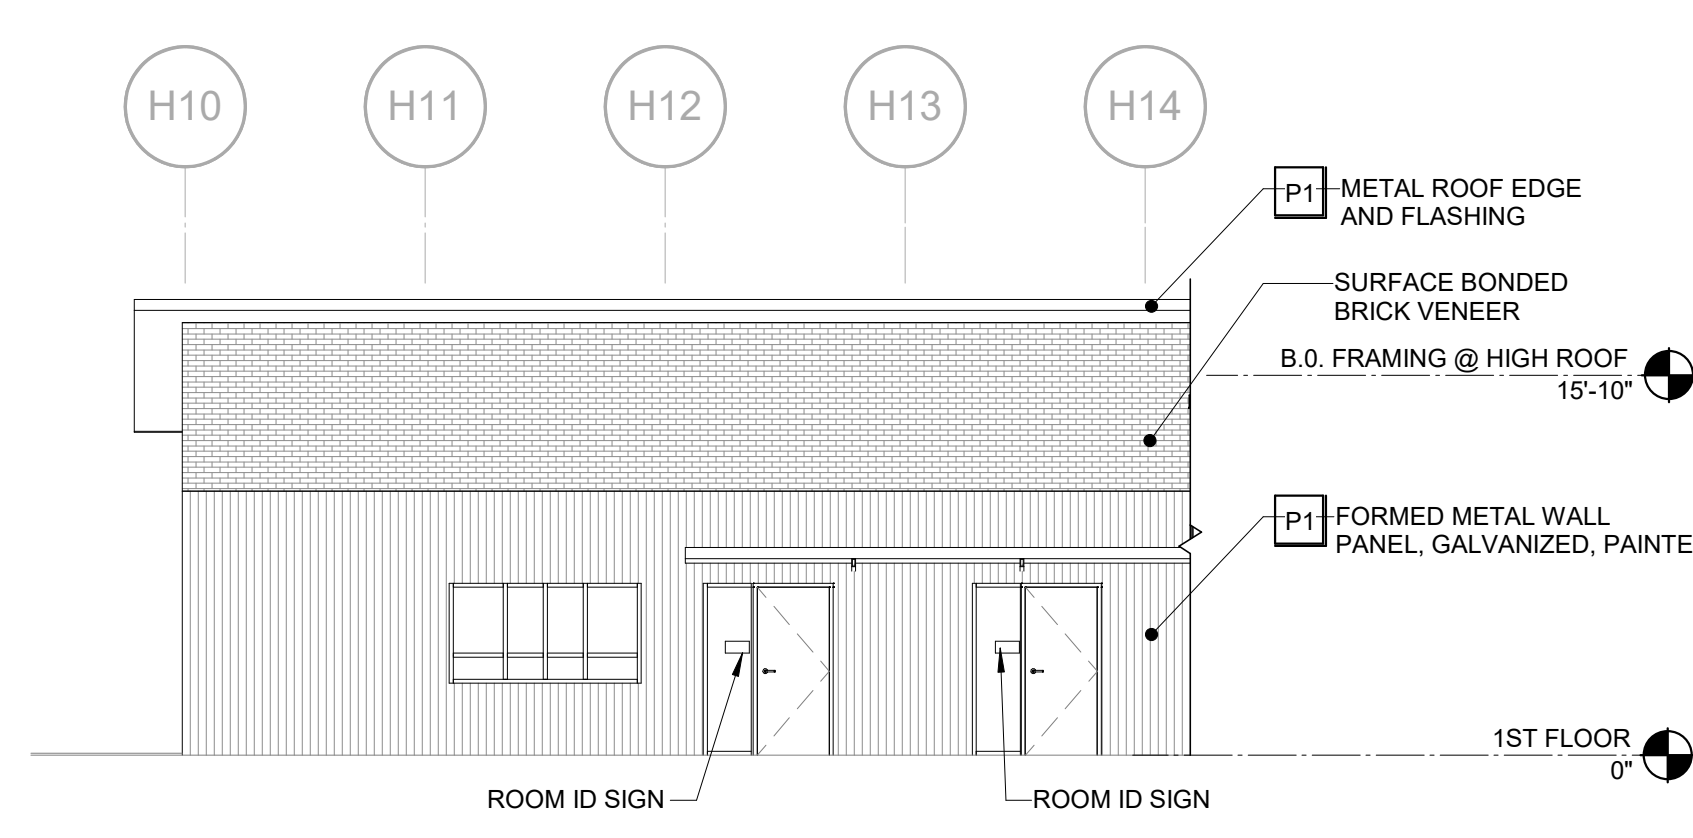 H10 H11 H12 H13 H14
P1 METAL ROOF EDGE
AND FLASHING
SURFACE BONDED
BRICK VENEER
B.0. FRAMING @ HIGH ROOF
15'-10"
P1 FORMED METAL WALL
PANEL, GALVANIZED, PAINTE
1ST FLOOR
0"
ROOM ID SIGN ROOM ID SIGN